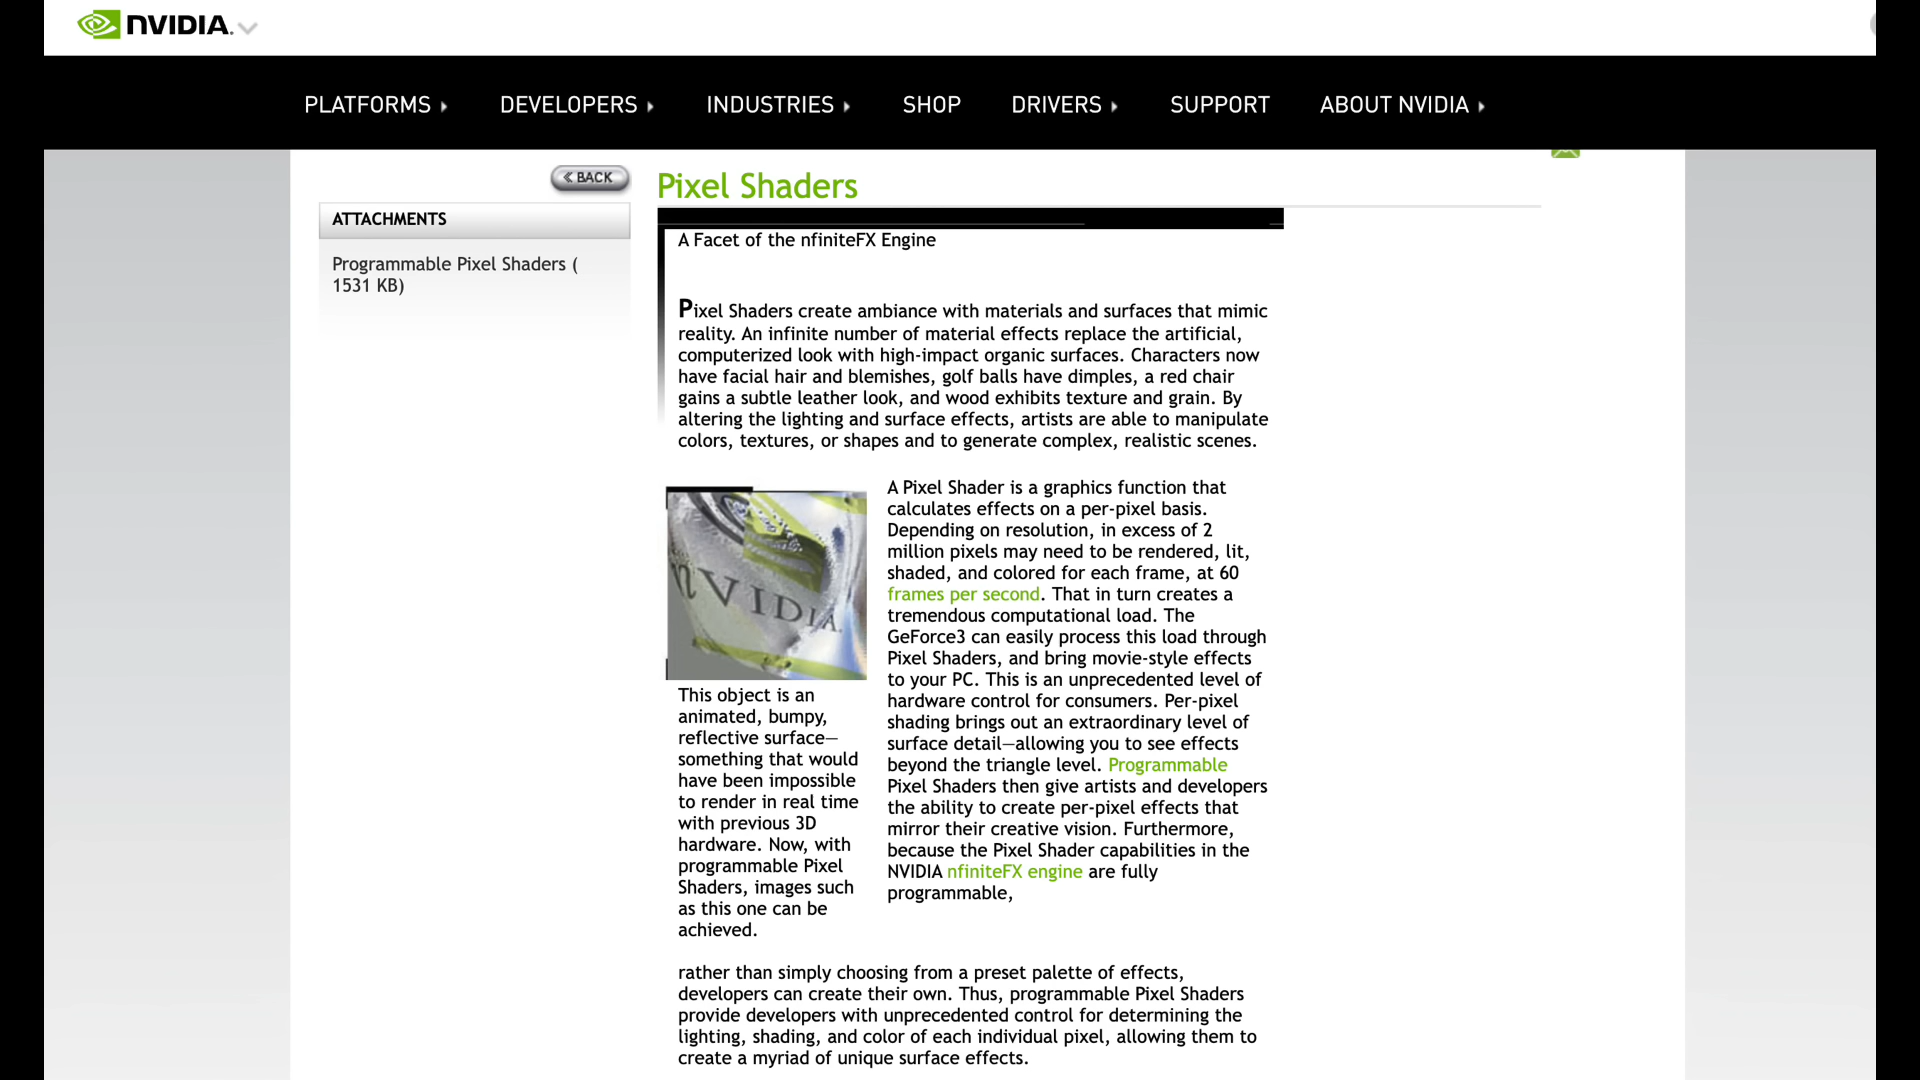 NVIDIA.
PLATFORMS
DEVELOPERS
INDUSTRIES
SHOP
DRIVERS
SUPPORT
ABOUT NVIDIA
BACK
ATTACHMENTS
Programmable Pixel Shaders (
1531 KB)
Pixel Shaders
A Facet of the nfiniteFX Engine
Pixel Shaders create ambiance with materials and surfaces that mimic
reality. An infinite number of material effects replace the artificial,
computerized look with high-impact organic surfaces. Characters now
have facial hair and blemishes, golf balls have dimples, a red chair
gains a subtle leather look, and wood exhibits texture and grain. By
altering the lighting and surface effects, artists are able to manipulate
colors, textures, or shapes and to generate complex, realistic scenes.
nVIDIA.
This object is an
animated, bumpy,
reflective surface—
something that would
have been impossible
to render in real time
with previous 3D
hardware. Now, with
programmable Pixel
Shaders, images such
as this one can be
achieved.
A Pixel Shader is a graphics function that
calculates effects on a per-pixel basis.
Depending on resolution, in excess of 2
million pixels may need to be rendered, lit,
shaded, and colored for each frame, at 60
frames per second. That in turn creates a
tremendous computational load. The
GeForce3 can easily process this load through
Pixel Shaders, and bring movie-style effects
to your PC. This is an unprecedented level of
hardware control for consumers. Per-pixel
shading brings out an extraordinary level of
surface detail—allowing you to see effects
beyond the triangle level. Programmable
Pixel Shaders then give artists and developers
the ability to create per-pixel effects that
mirror their creative vision. Furthermore,
because the Pixel Shader capabilities in the
NVIDIA nfiniteFX engine are fully
programmable,
rather than simply choosing from a preset palette of effects,
developers can create their own. Thus, programmable Pixel Shaders
provide developers with unprecedented control for determining the
lighting, shading, and color of each individual pixel, allowing them to
create a myriad of unique surface effects.